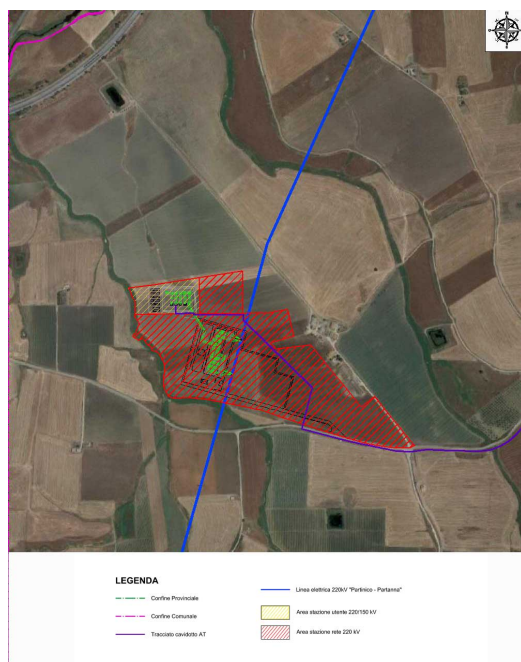 LEGENDA
Confine Provinciale
Confine Comunale
Tracciato cavidotto AT
Linea elettrica 220kV "Partinico - Partanna"
Area stazione utente 220/150 kV
Area stazione rete 220 kV